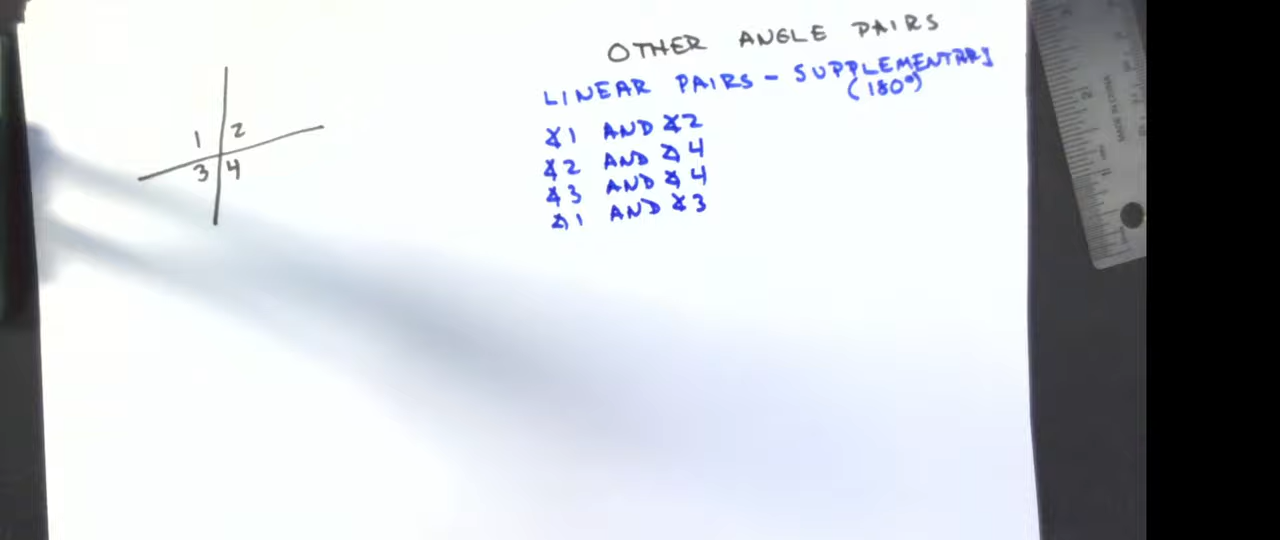 OTHER ANGLE PAIRS
LINEAR PAIRS - SUPPLEMENTARY
(180°)
∡1 AND ∡2
∡2 AND ∡4
∡3 AND ∡4
∡1 AND ∡3
1 2
3 4